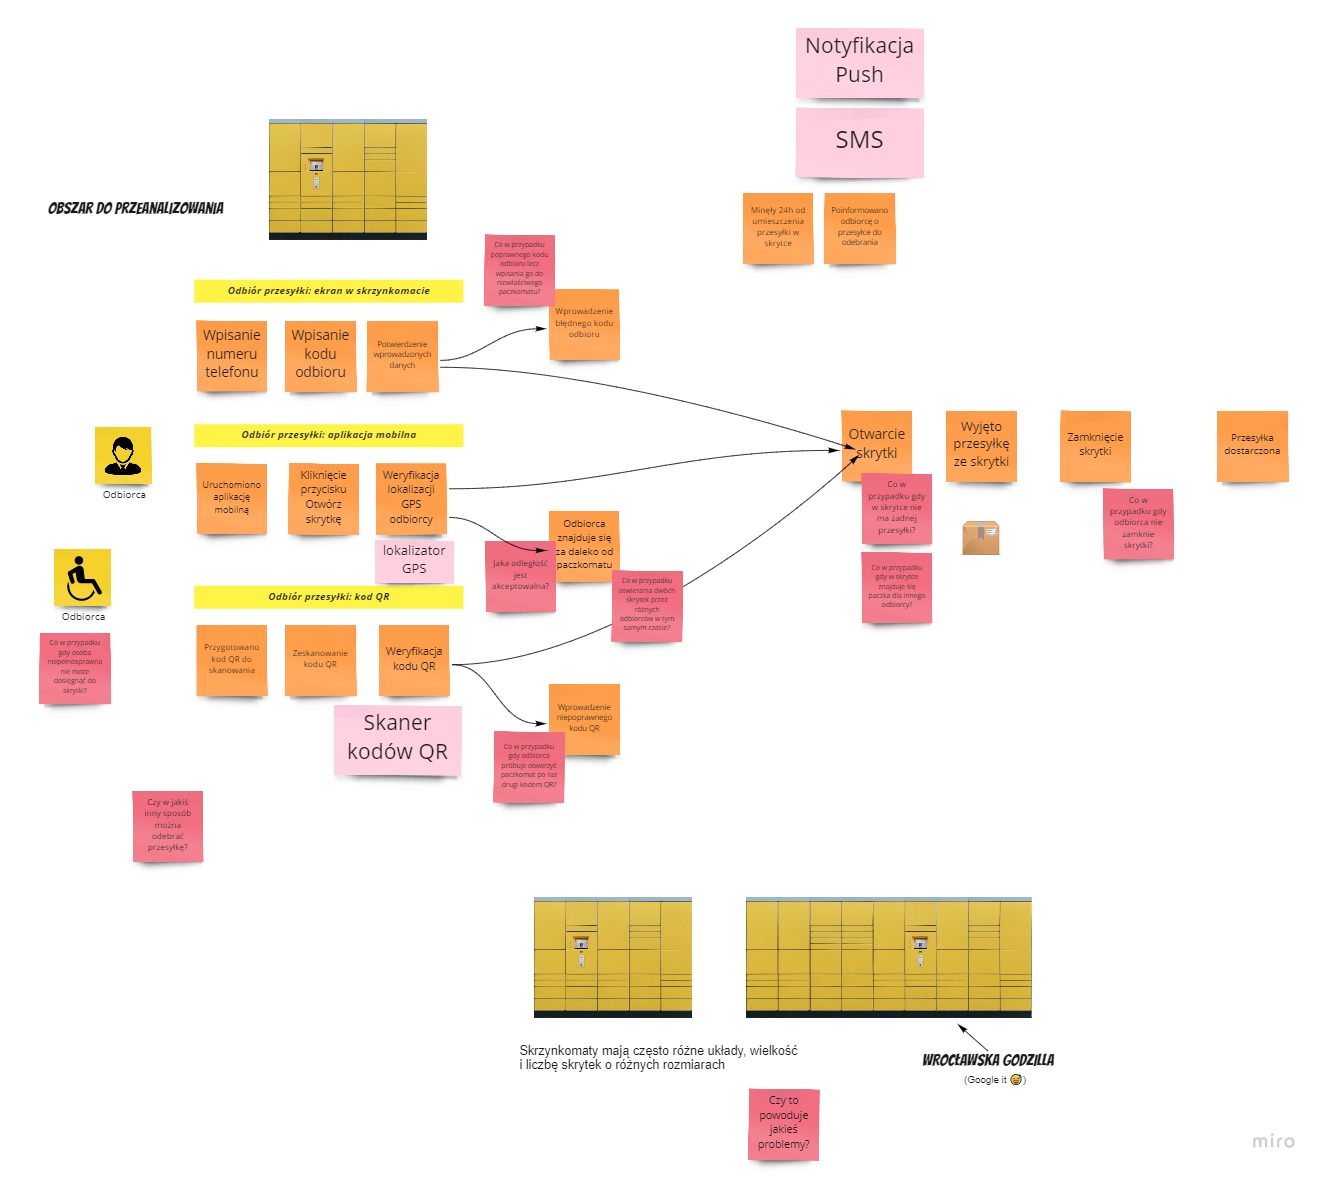 Notyfikacja
Push
SMS
OBSZAR DO PRZEANALIZOWANIA
Minęły 24h od
umieszczenia
przesyłki w
skrytce
Poinformowano
odbiorcę o
przesyłce do
odebrania
Co w przypadku
poprawnego kodu
odbioru lecz
wpisania go do
niewłaściwego
paczkomatu?
Odbiór przesyłki: ekran w skrzynkomacie
Wprowadzenie
błędnego kodu
odbioru
Wpisanie
numeru
telefonu
Wpisanie
kodu
odbioru
Potwierdzenie
wprowadzonych
danych
Odbiór przesyłki: aplikacja mobilna
Odbiorca
Uruchomiono
aplikację
mobilną
Kliknięcie
przycisku
Otwórz
skrytkę
Weryfikacja
lokalizacji
GPS
odbiorcy
lokalizator
GPS
Odbiorca
znajduje się
za daleko od
paczkomatu
Jaka odległość
jest
akceptowalna?
Otwarcie
skrytki
Wyjęto
przesyłkę
ze skrytki
Zamknięcie
skrytki
Przesyłka
dostarczona
Co w
przypadku gdy
w skrytce nie
ma żadnej
przesyłki?
Co w
przypadku gdy
odbiorca nie
zamknie
skrytki?
Co w przypadku
gdy w skrytce
znajduje się
paczka dla innego
odbiorcy?
Odbiorca
Co w przypadku
gdy osoba
niepełnosprawna
nie może
dosięgnąć do
skrytki?
Odbiór przesyłki: kod QR
Co w przypadku
otwierania dwóch
skrytek przez
różnych
odbiorców w tym
samym czasie?
Przygotowano
kod QR do
skanowania
Zeskanowanie
kodu QR
Weryfikacja
kodu QR
Skaner
kodów QR
Wprowadzenie
niepoprawnego
kodu QR
Co w przypadku
gdy odbiorca
próbuje otworzyć
paczkomat po raz
drugi kodem QR?
Czy w jakiś
inny sposób
można
odebrać
przesyłkę?
Skrzynkomaty mają często różne układy, wielkość
i liczbę skrytek o różnych rozmiarach
WROCŁAWSKA GODZILLA
(Google it 😅)
Czy to
powoduje
jakieś
problemy?
miro